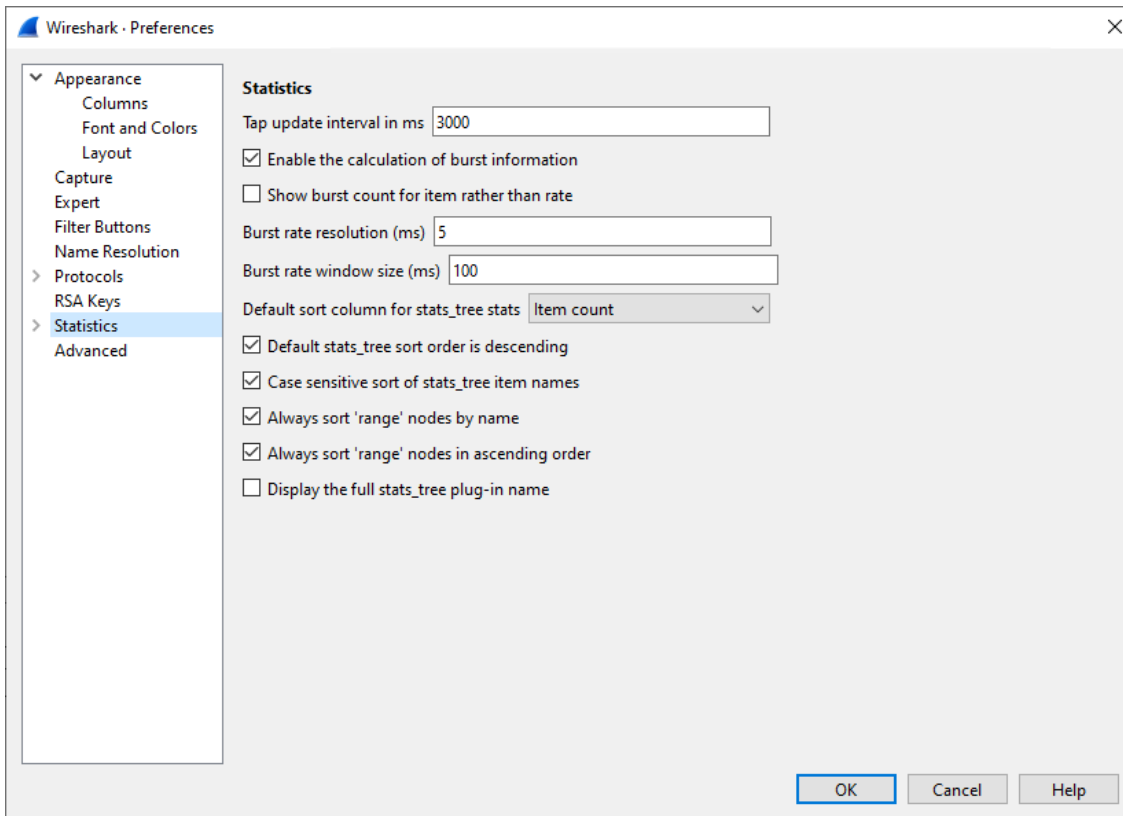 Wireshark · Preferences
Appearance
Columns
Font and Colors
Layout
Capture
Expert
Filter Buttons
Name Resolution
Protocols
RSA Keys
Statistics
Advanced
Statistics
Tap update interval in ms 3000
Enable the calculation of burst information
Show burst count for item rather than rate
Burst rate resolution (ms) 5
Burst rate window size (ms) 100
Default sort column for stats_tree stats Item count
Default stats_tree sort order is descending
Case sensitive sort of stats_tree item names
Always sort 'range' nodes by name
Always sort 'range' nodes in ascending order
Display the full stats_tree plug-in name
OK Cancel Help